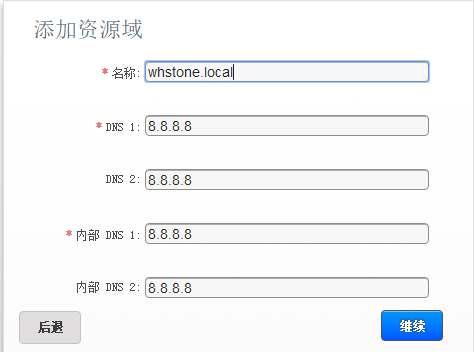 添加资源域
* 名称: whstone.local
* DNS 1: 8.8.8.8
DNS 2: 8.8.8.8
* 内部 DNS 1: 8.8.8.8
内部 DNS 2: 8.8.8.8
后退 继续